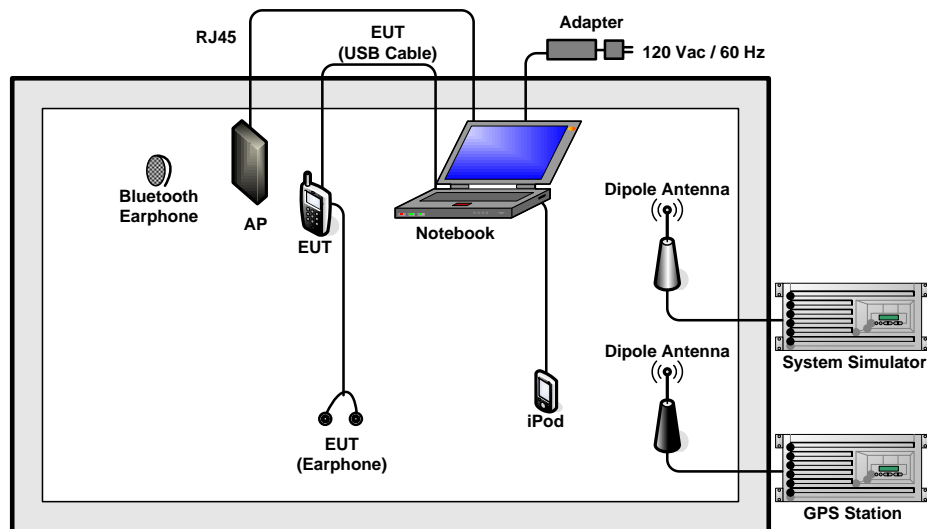 RJ45
EUT
(USB Cable)
Adapter
120 Vac / 60 Hz
Bluetooth
Earphone
AP
EUT
Notebook
Dipole Antenna
System Simulator
Dipole Antenna
iPod
EUT
(Earphone)
GPS Station